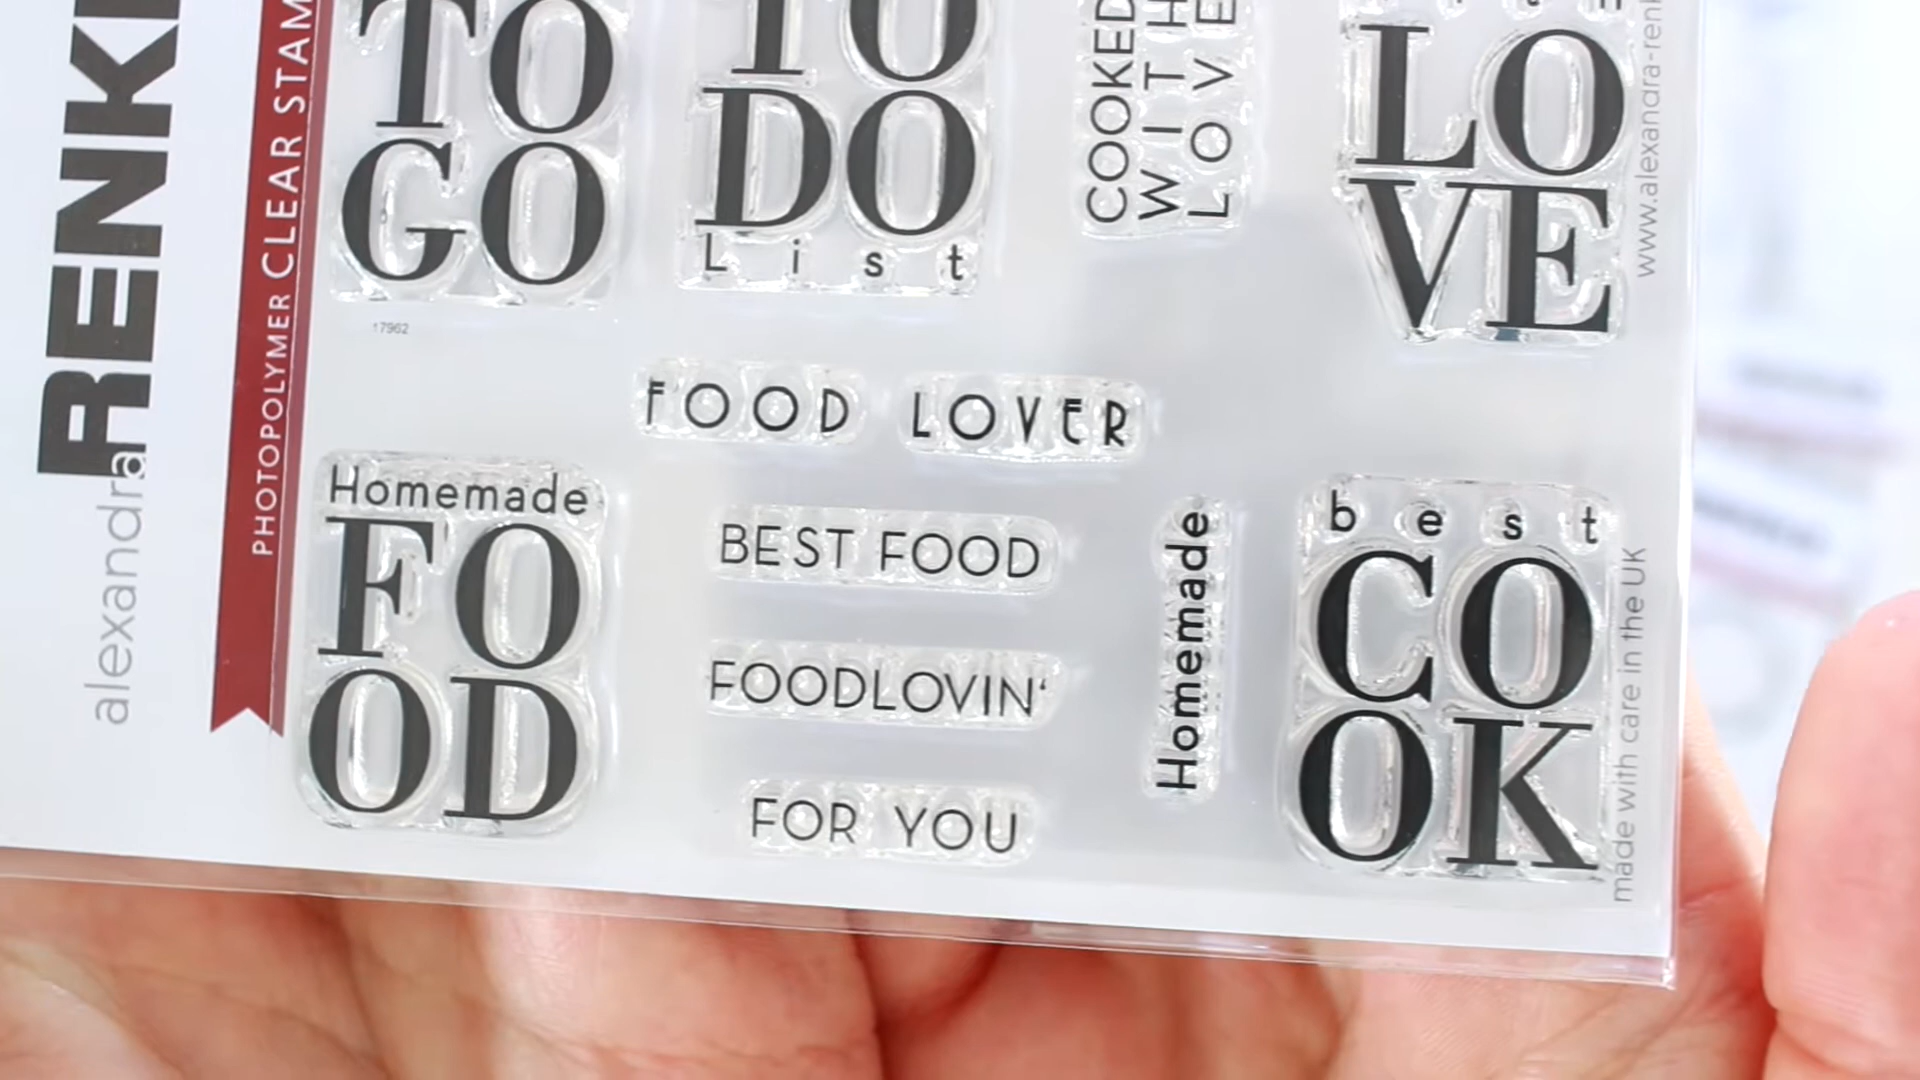 RENK
alexandra
PHOTOPOLYMER CLEAR STAM
TO
GO
17962
TO
DO
List
COOKED
WITH
LOVE
LO
VE
www.alexandra-ren
FOOD LOVER
Homemade
FO
OD
BEST FOOD
FOODLOVIN‘
FOR YOU
Homemade
best
CO
OK
made with care in the UK